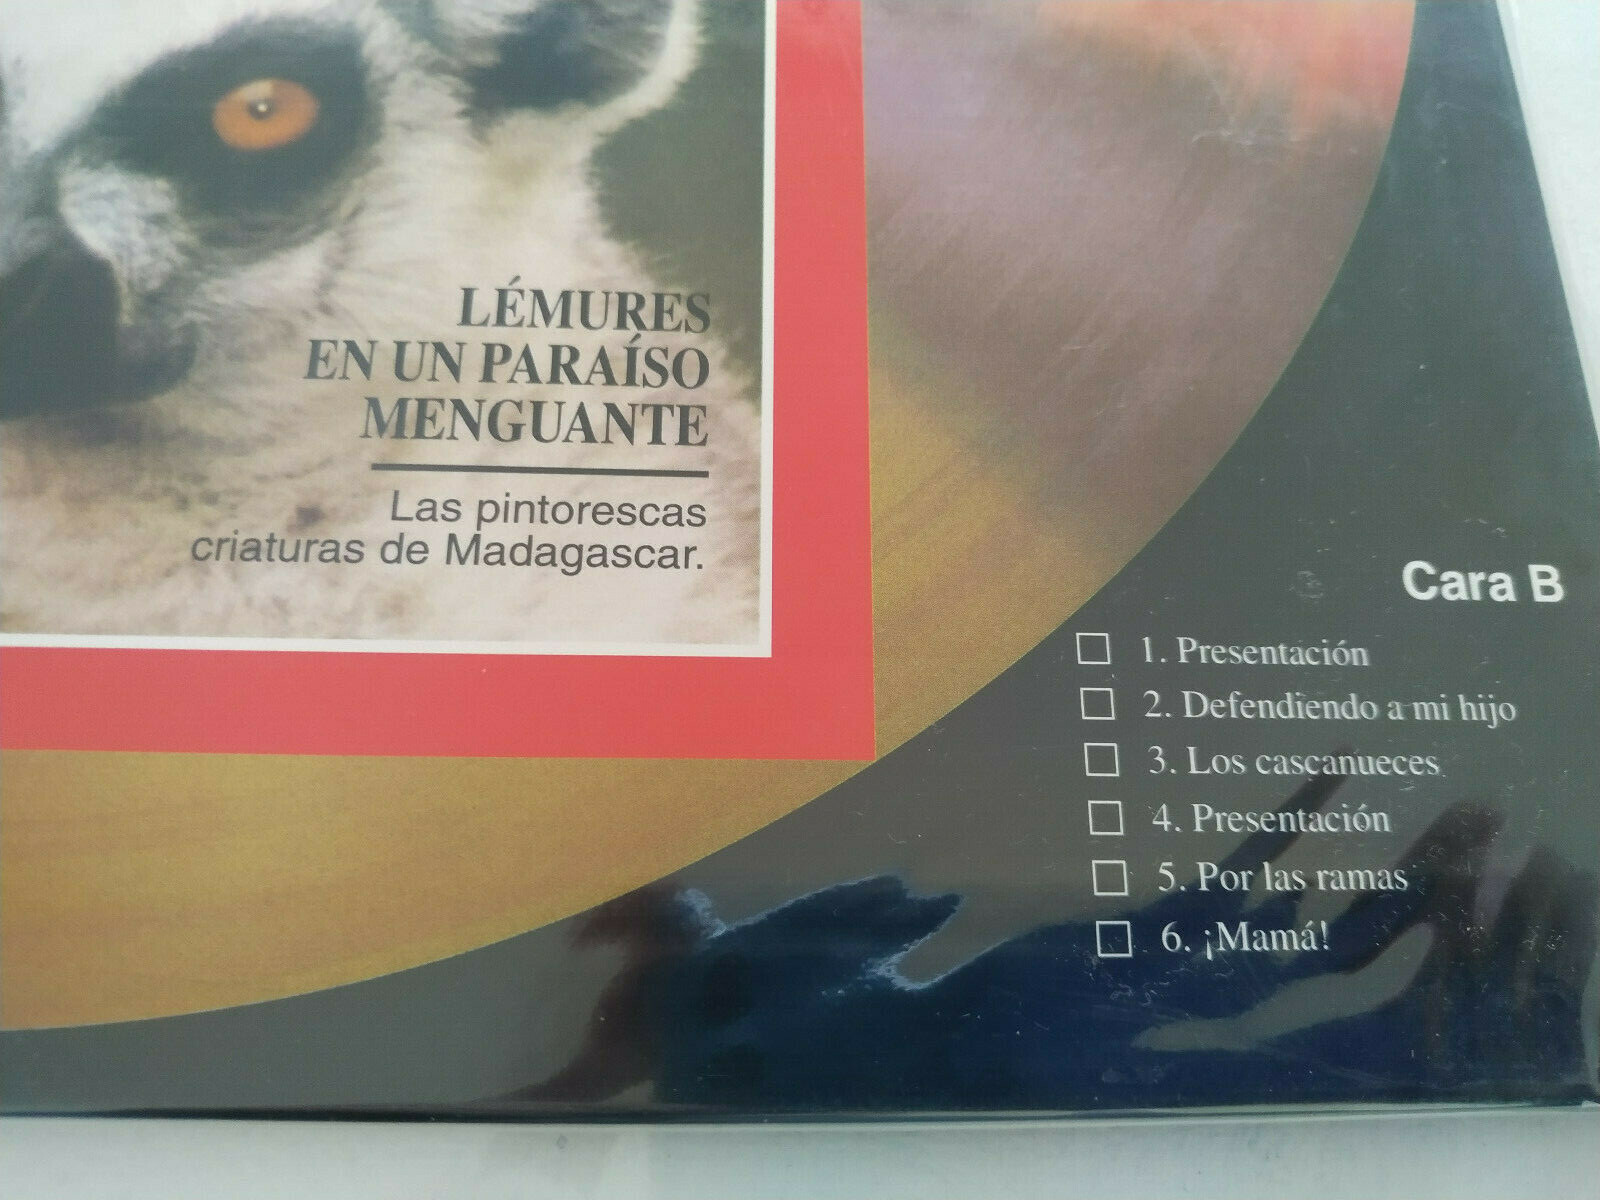 LÉMURES
EN UN PARAÍSO
MENGUANTE
Las pintorescas
criaturas de Madagascar.
Cara B
1. Presentación
2. Defendiendo a mi hijo
3. Los cascanueces
4. Presentación
5. Por las ramas
6. ¡Mamá!